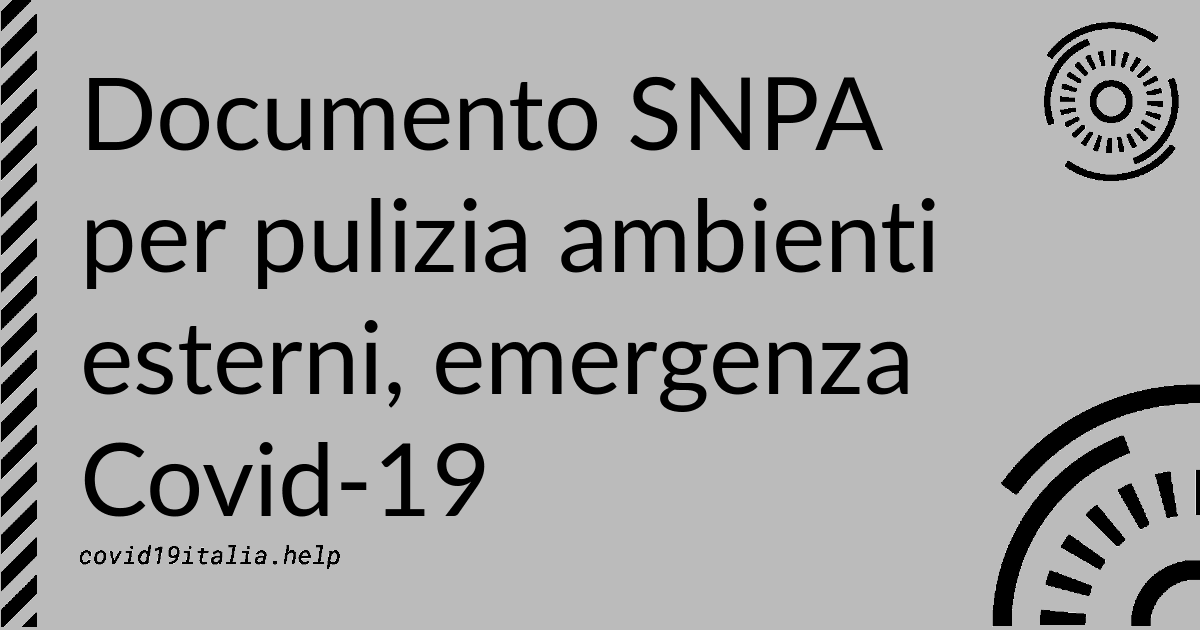 Documento SNPA
per pulizia ambienti
esterni, emergenza
Covid-19
covid19italia.help